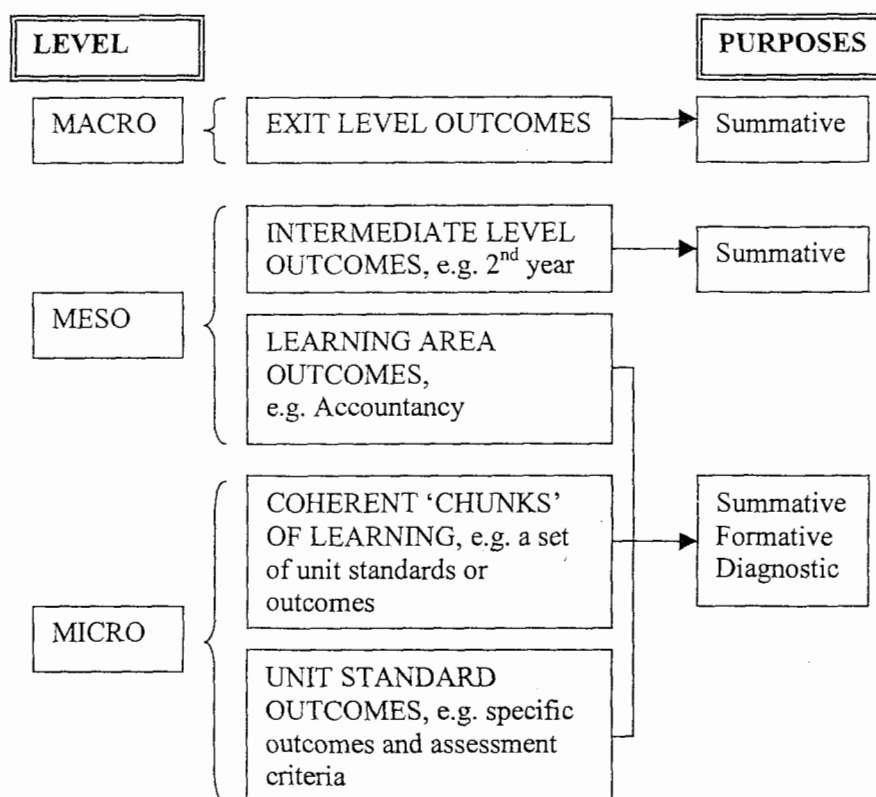 LEVEL
PURPOSES
MACRO
EXIT LEVEL OUTCOMES
Summative
MESO
INTERMEDIATE LEVEL
OUTCOMES, e.g. 2nd year
Summative
LEARNING AREA
OUTCOMES,
e.g. Accountancy
MICRO
COHERENT ‘CHUNKS’
OF LEARNING, e.g. a set
of unit standards or
outcomes
Summative
Formative
Diagnostic
UNIT STANDARD
OUTCOMES, e.g. specific
outcomes and assessment
criteria